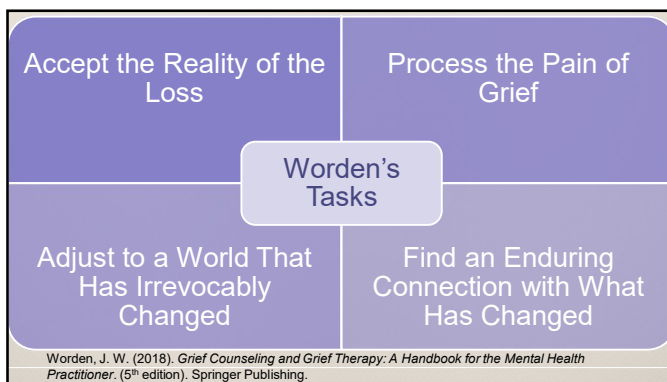 Accept the Reality of the
Loss
Process the Pain of
Grief
Worden's
Tasks
Adjust to a World That
Has Irrevocably
Changed
Find an Enduring
Connection with What
Has Changed
Worden, J. W. (2018). Grief Counseling and Grief Therapy: A Handbook for the Mental Health
Practitioner. (5th edition). Springer Publishing.